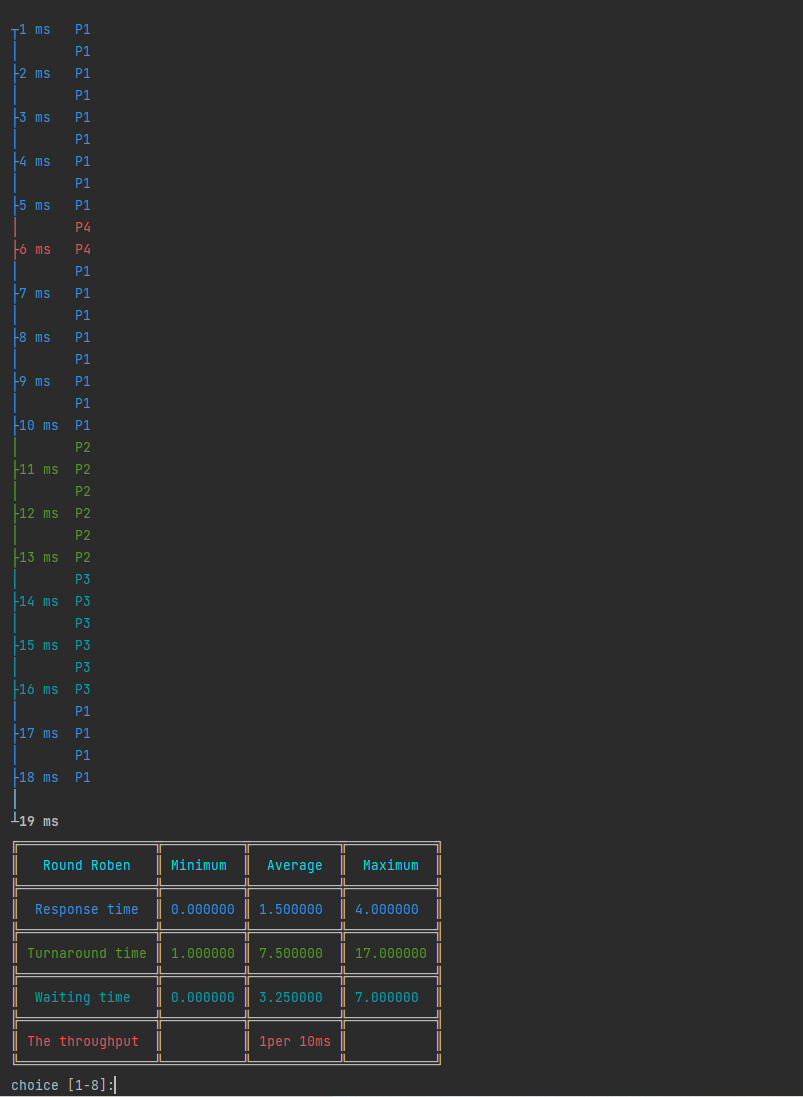 ┬1 ms   P1
│       P1
├2 ms   P1
│       P1
├3 ms   P1
│       P1
├4 ms   P1
│       P1
├5 ms   P1
│       P4
├6 ms   P4
│       P1
├7 ms   P1
│       P1
├8 ms   P1
│       P1
├9 ms   P1
│       P1
├10 ms  P1
│       P2
├11 ms  P2
│       P2
├12 ms  P2
│       P2
├13 ms  P2
│       P3
├14 ms  P3
│       P3
├15 ms  P3
│       P3
├16 ms  P3
│       P1
├17 ms  P1
│       P1
├18 ms  P1
│
┴19 ms
Round Roben Minimum Average Maximum
Response time 0.000000 1.500000 4.000000
Turnaround time 1.000000 7.500000 17.000000
Waiting time 0.000000 3.250000 7.000000
The throughput 1per 10ms
choice [1-8]: